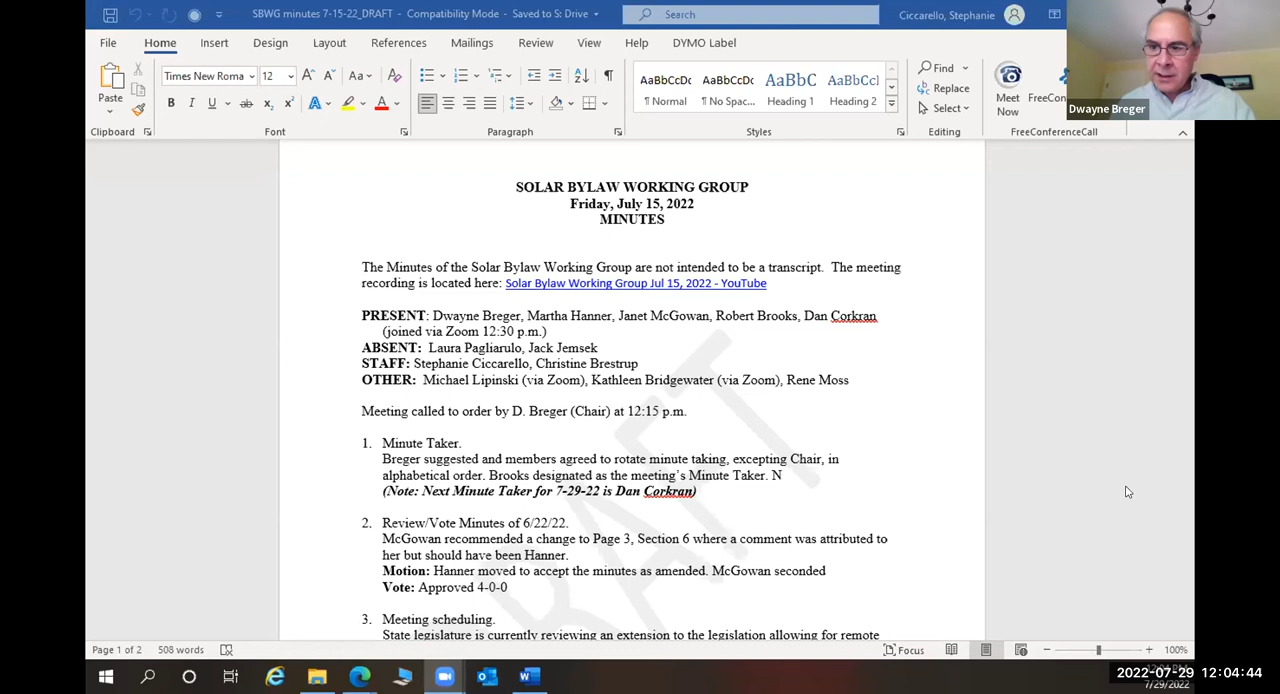 SBWG minutes 7-15-22_DRAFT - Compatibility Mode - Saved to S: Drive
Search
Ciccarello, Stephanie
File Home Insert Design Layout References Mailings Review View Help DYMO Label
Paste
Times New Roma 12
B I U ab x₂ x²
AaBbCcDc AaBbCcDc AaBbC AaBbCcl
¶ Normal ¶ No Spac... Heading 1 Heading 2
Find
Replace
Select
Meet Now
FreeCon
Dwayne Breger
Clipboard Font Paragraph Styles Editing FreeConferenceCall
SOLAR BYLAW WORKING GROUP
Friday, July 15, 2022
MINUTES
The Minutes of the Solar Bylaw Working Group are not intended to be a transcript. The meeting
recording is located here: Solar Bylaw Working Group Jul 15, 2022 - YouTube
PRESENT: Dwayne Breger, Martha Hanner, Janet McGowan, Robert Brooks, Dan Corkran
(joined via Zoom 12:30 p.m.)
ABSENT: Laura Pagliarulo, Jack Jemsek
STAFF: Stephanie Ciccarello, Christine Brestrup
OTHER: Michael Lipinski (via Zoom), Kathleen Bridgewater (via Zoom), Rene Moss
Meeting called to order by D. Breger (Chair) at 12:15 p.m.
1. Minute Taker.
Breger suggested and members agreed to rotate minute taking, excepting Chair, in
alphabetical order. Brooks designated as the meeting's Minute Taker. N
(Note: Next Minute Taker for 7-29-22 is Dan Corkran)
2. Review/Vote Minutes of 6/22/22.
McGowan recommended a change to Page 3, Section 6 where a comment was attributed to
her but should have been Hanner.
Motion: Hanner moved to accept the minutes as amended. McGowan seconded
Vote: Approved 4-0-0
3. Meeting scheduling.
State legislature is currently reviewing an extension to the legislation allowing for remote
Page 1 of 2 508 words
Focus
100%
2022-07-29 12:04:44
7/29/2022